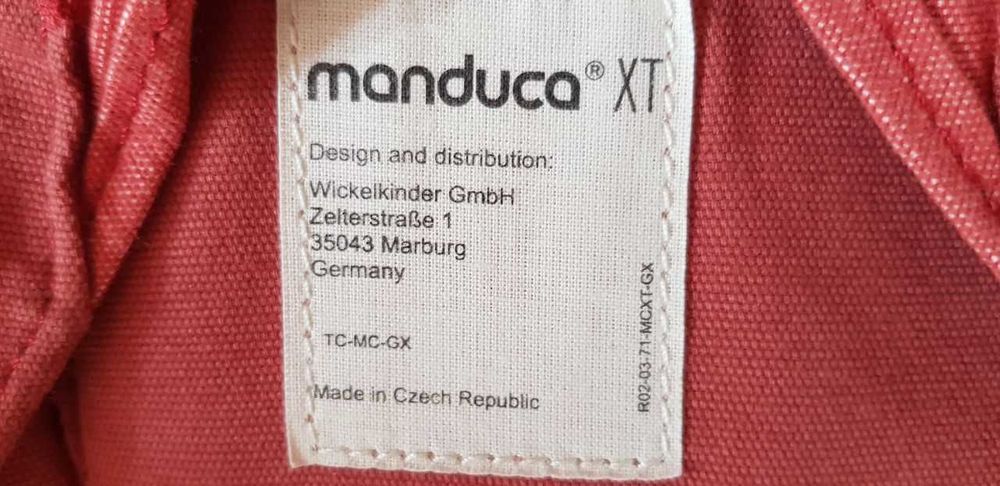 manduca® XT
Design and distribution:
Wickelkinder GmbH
Zelterstraße 1
35043 Marburg
Germany
TC-MC-GX
Made in Czech Republic
R02-03-71-MCXT-GX